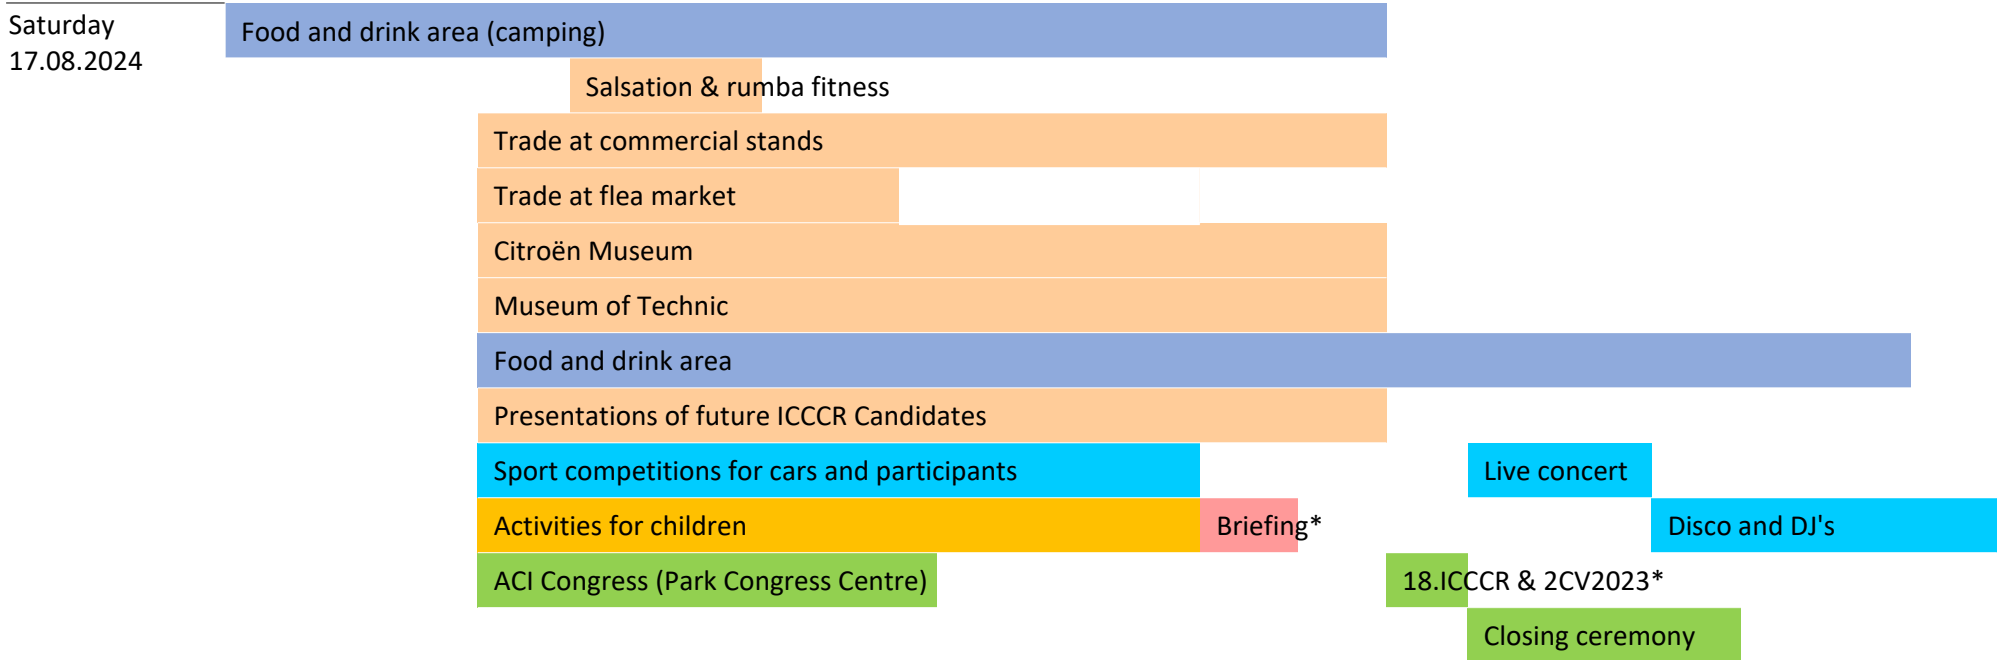 Saturday
17.08.2024
Food and drink area (camping)
Salsation & rumba fitness
Trade at commercial stands
Trade at flea market
Citroën Museum
Museum of Technic
Food and drink area
Presentations of future ICCCR Candidates
Sport competitions for cars and participants
Live concert
Activities for children
Briefing*
Disco and DJ's
ACI Congress (Park Congress Centre)
18.ICCCR & 2CV2023*
Closing ceremony